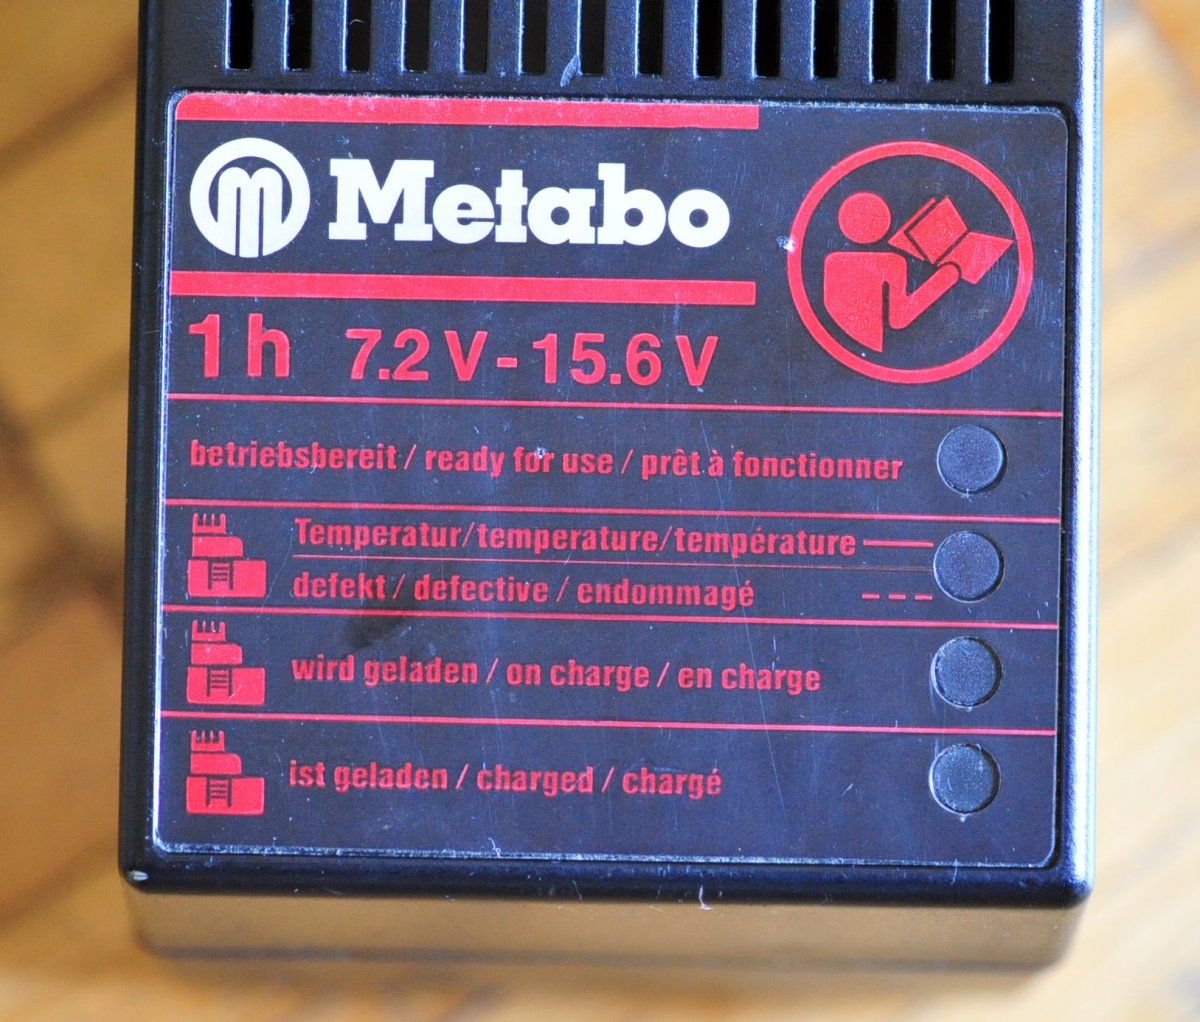 Metabo
1 h 7.2 V - 15.6 V
betriebsbereit / ready for use / prêt à fonctionner
Temperatur/temperature/température
defekt / defective / endommagé
wird geladen / on charge / en charge
ist geladen / charged / chargé